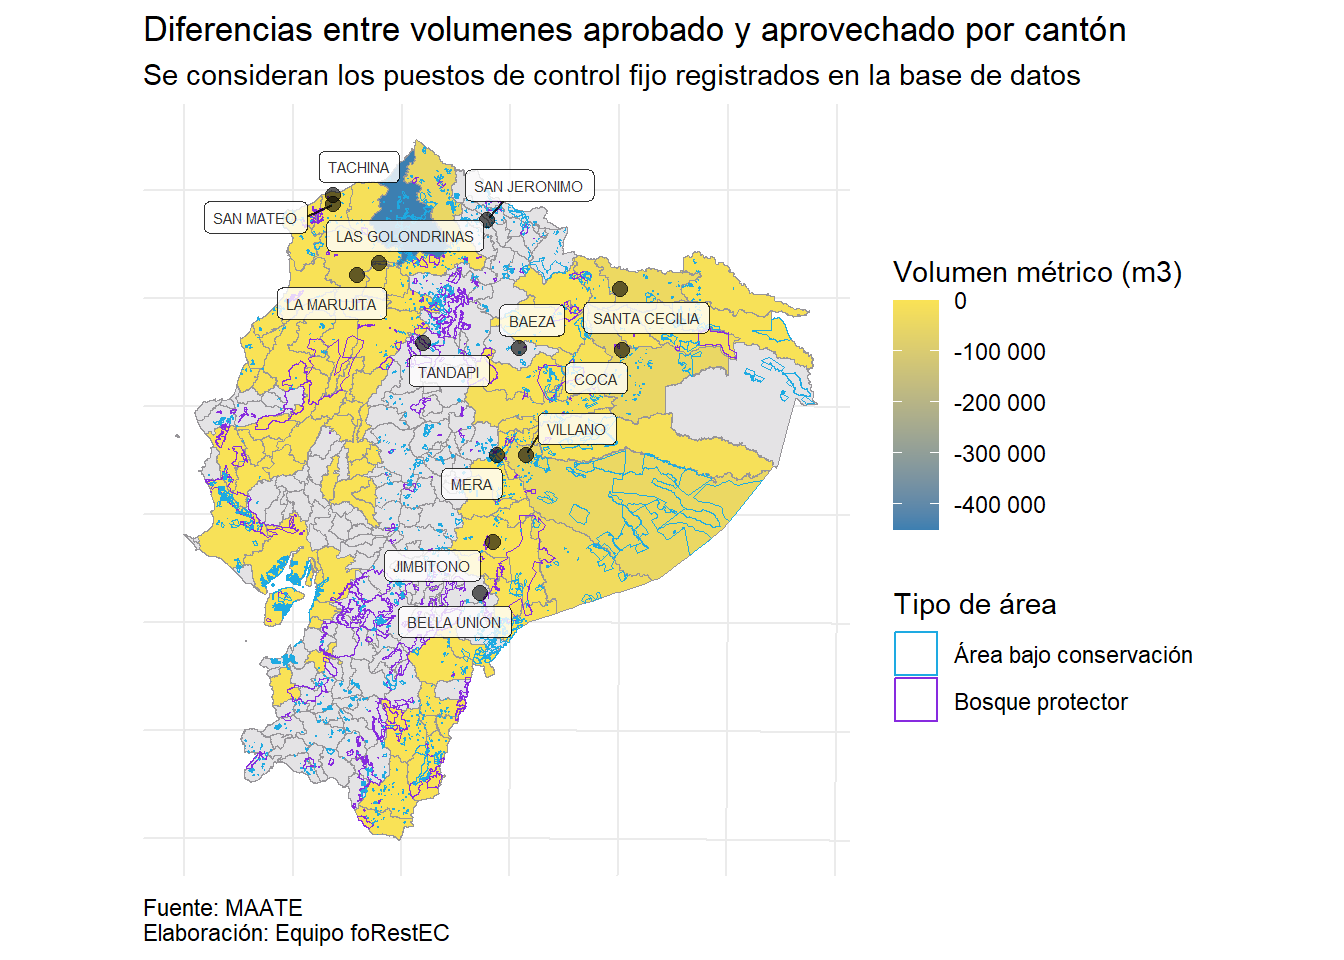 Diferencias entre volumenes aprobado y aprovechado por cantón
Se consideran los puestos de control fijo registrados en la base de datos
TACHINA
SAN JERONIMO
SAN MATEO
LAS GOLONDRINAS
LA MARUJITA
BAEZA
SANTA CECILIA
TANDAPI
COCA
VILLANO
MERA
JIMBITONO
BELLA UNION
Volumen métrico (m3)
0
-100 000
-200 000
-300 000
-400 000
Tipo de área
Área bajo conservación
Bosque protector
Fuente: MAATE
Elaboración: Equipo foRestEC